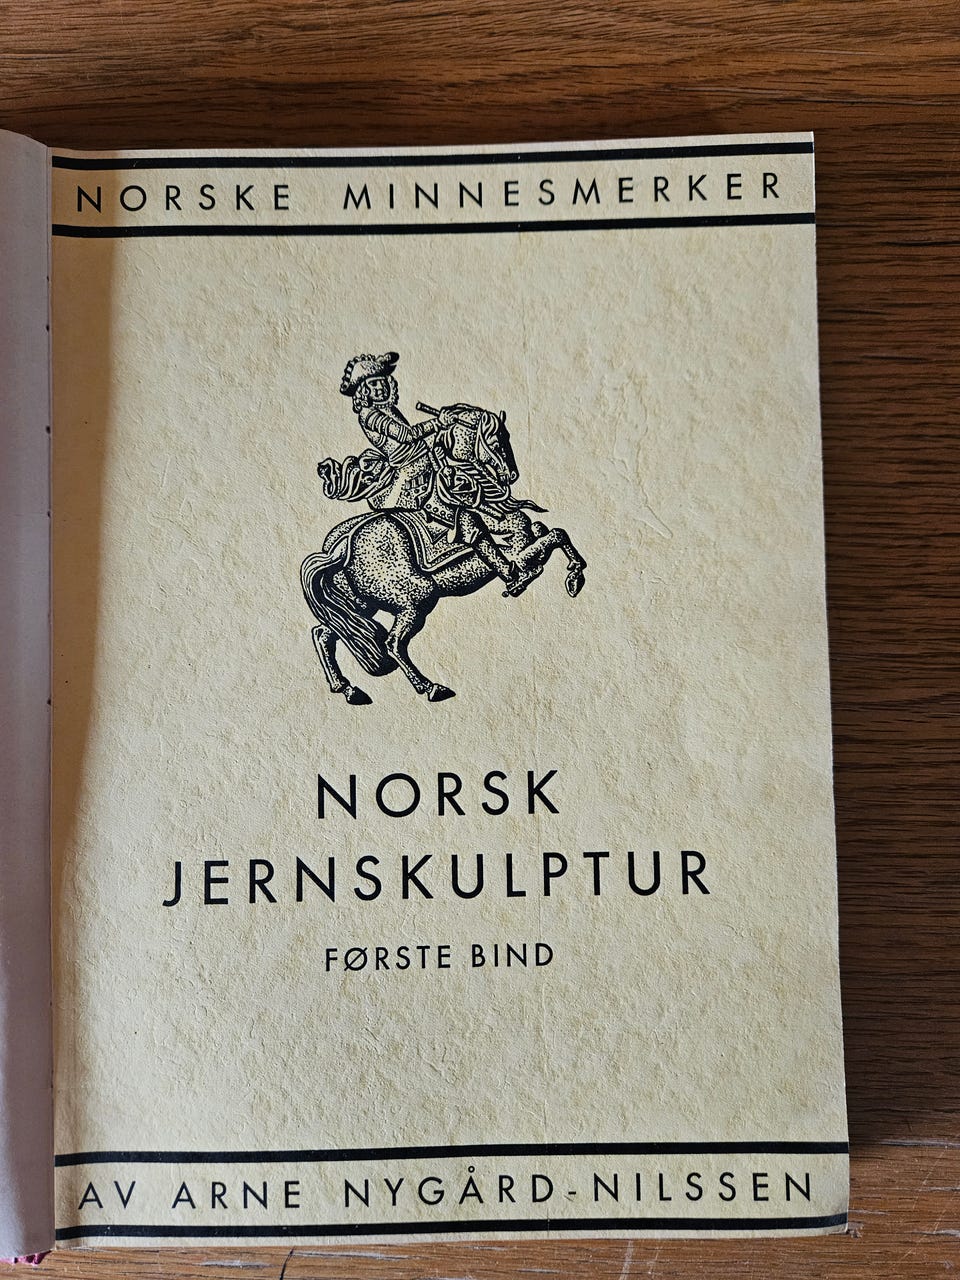 NORSKE MINNESMERKER
NORSK
JERNSKULPTUR
FØRSTE BIND
AV ARNE NYGÅRD-NILSSEN